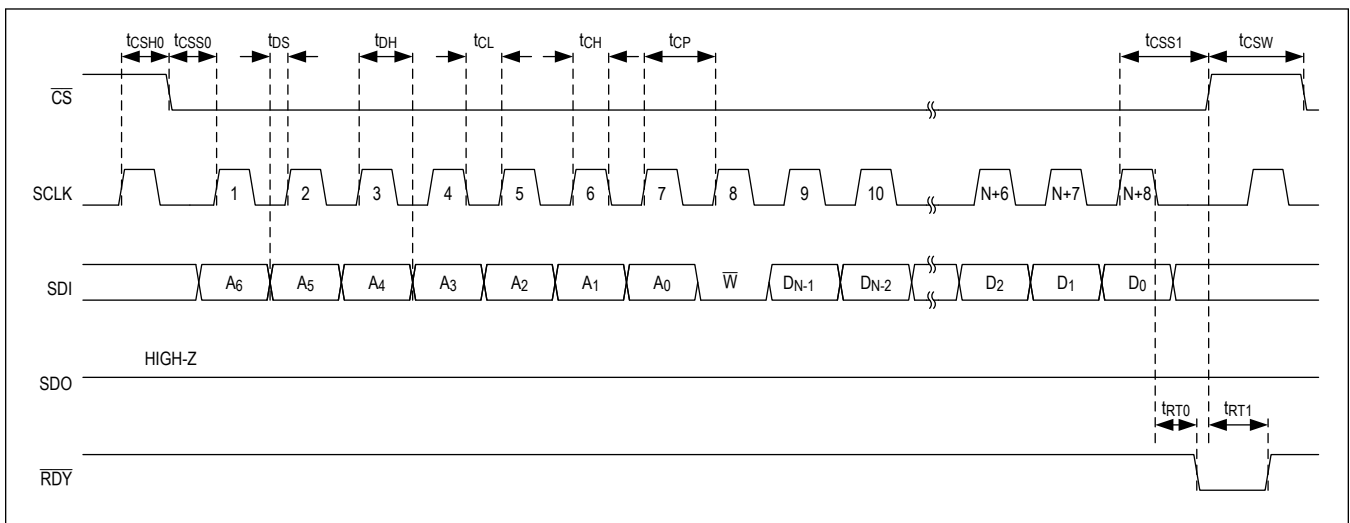 tCSH0 tCSS0 tDS tDH tCL tCH tCP tCSS1 tCSW
C̅S̅
SCLK 1 2 3 4 5 6 7 8 9 10 N+6 N+7 N+8
SDI A6 A5 A4 A3 A2 A1 A0 W̅ DN-1 DN-2 D2 D1 D0
HIGH-Z
SDO
tRT0 tRT1
R̅D̅Y̅